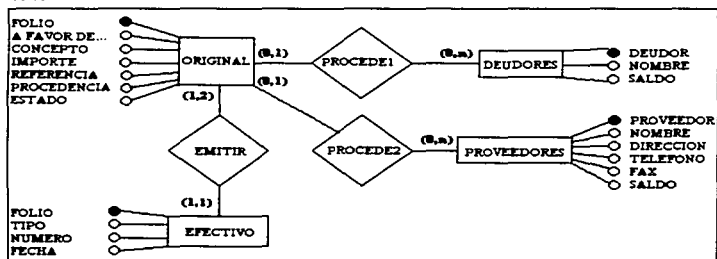 FOLIO
A FAVOR DE...
CONCEPTO
IMPORTE
REFERENCIA
PROCEDENCIA
ESTADO
ORIGINAL
(0,1)
(0,1)
(1,2)
PROCEDE1
(0,n)
DEUDORES
DEUDOR
NOMBRE
SALDO
EMITIR
PROCEDE2
(0,n)
PROVEEDORES
PROVEEDOR
NOMBRE
DIRECCION
TELEFONO
FAX
SALDO
(1,1)
FOLIO
TIPO
NUMERO
FECHA
EFECTIVO